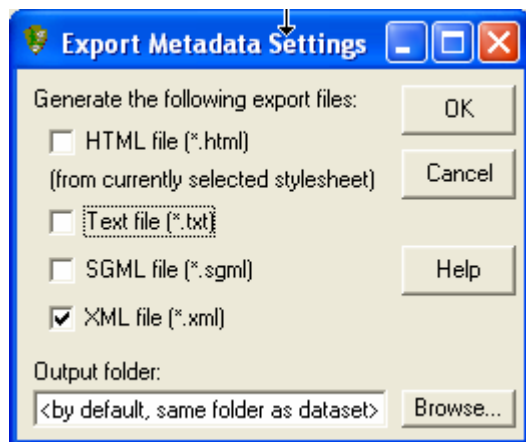 Export Metadata Settings
Generate the following export files:
OK
HTML file (*.html)
(from currently selected stylesheet)
Cancel
Text file (*.txt)
SGML file (*.sgml)
Help
XML file (*.xml)
Output folder:
<by default, same folder as dataset>
Browse...